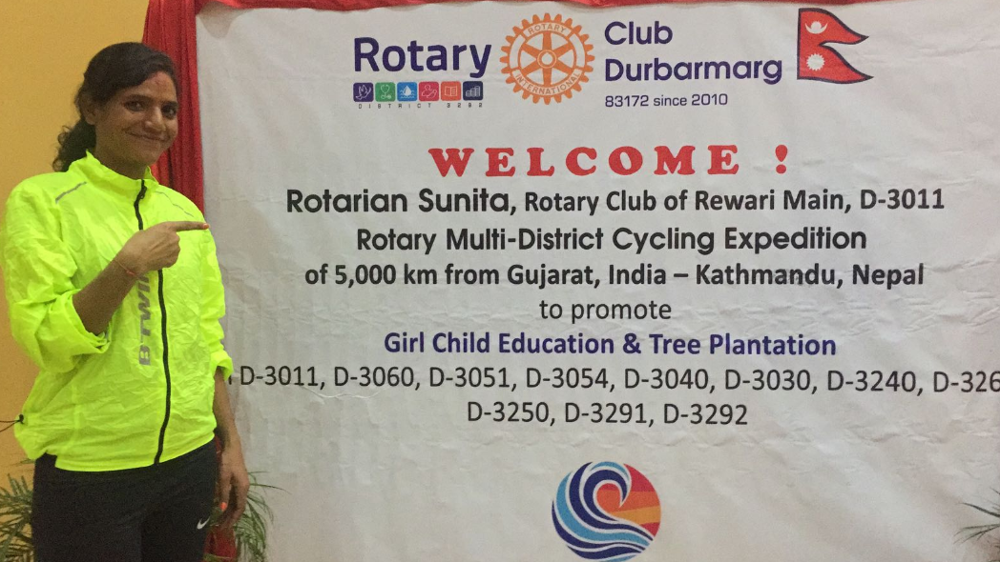 Rotary
DISTRICT 3292
ROTARY
INTERNATIONAL
Club
Durbarmarg
83172 since 2010
WELCOME !
Rotarian Sunita, Rotary Club of Rewari Main, D-3011
Rotary Multi-District Cycling Expedition
of 5,000 km from Gujarat, India – Kathmandu, Nepal
to promote
Girl Child Education & Tree Plantation
D-3011, D-3060, D-3051, D-3054, D-3040, D-3030, D-3240, D-326
D-3250, D-3291, D-3292
BTWIN